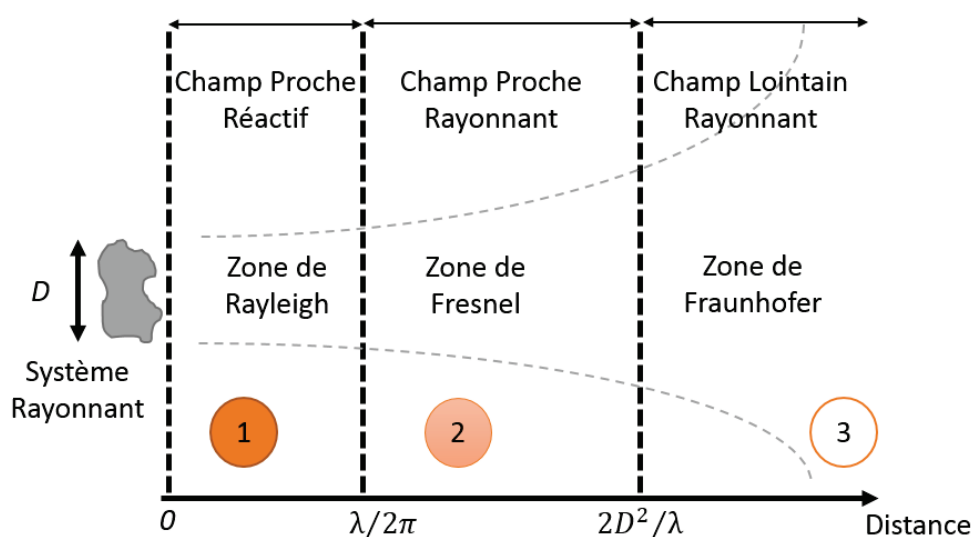 Champ Proche
Réactif
Champ Proche
Rayonnant
Champ Lointain
Rayonnant
D
Système
Rayonnant
Zone de
Rayleigh
Zone de
Fresnel
Zone de
Fraunhofer
1
2
3
0
λ/2π
2D²/λ
Distance